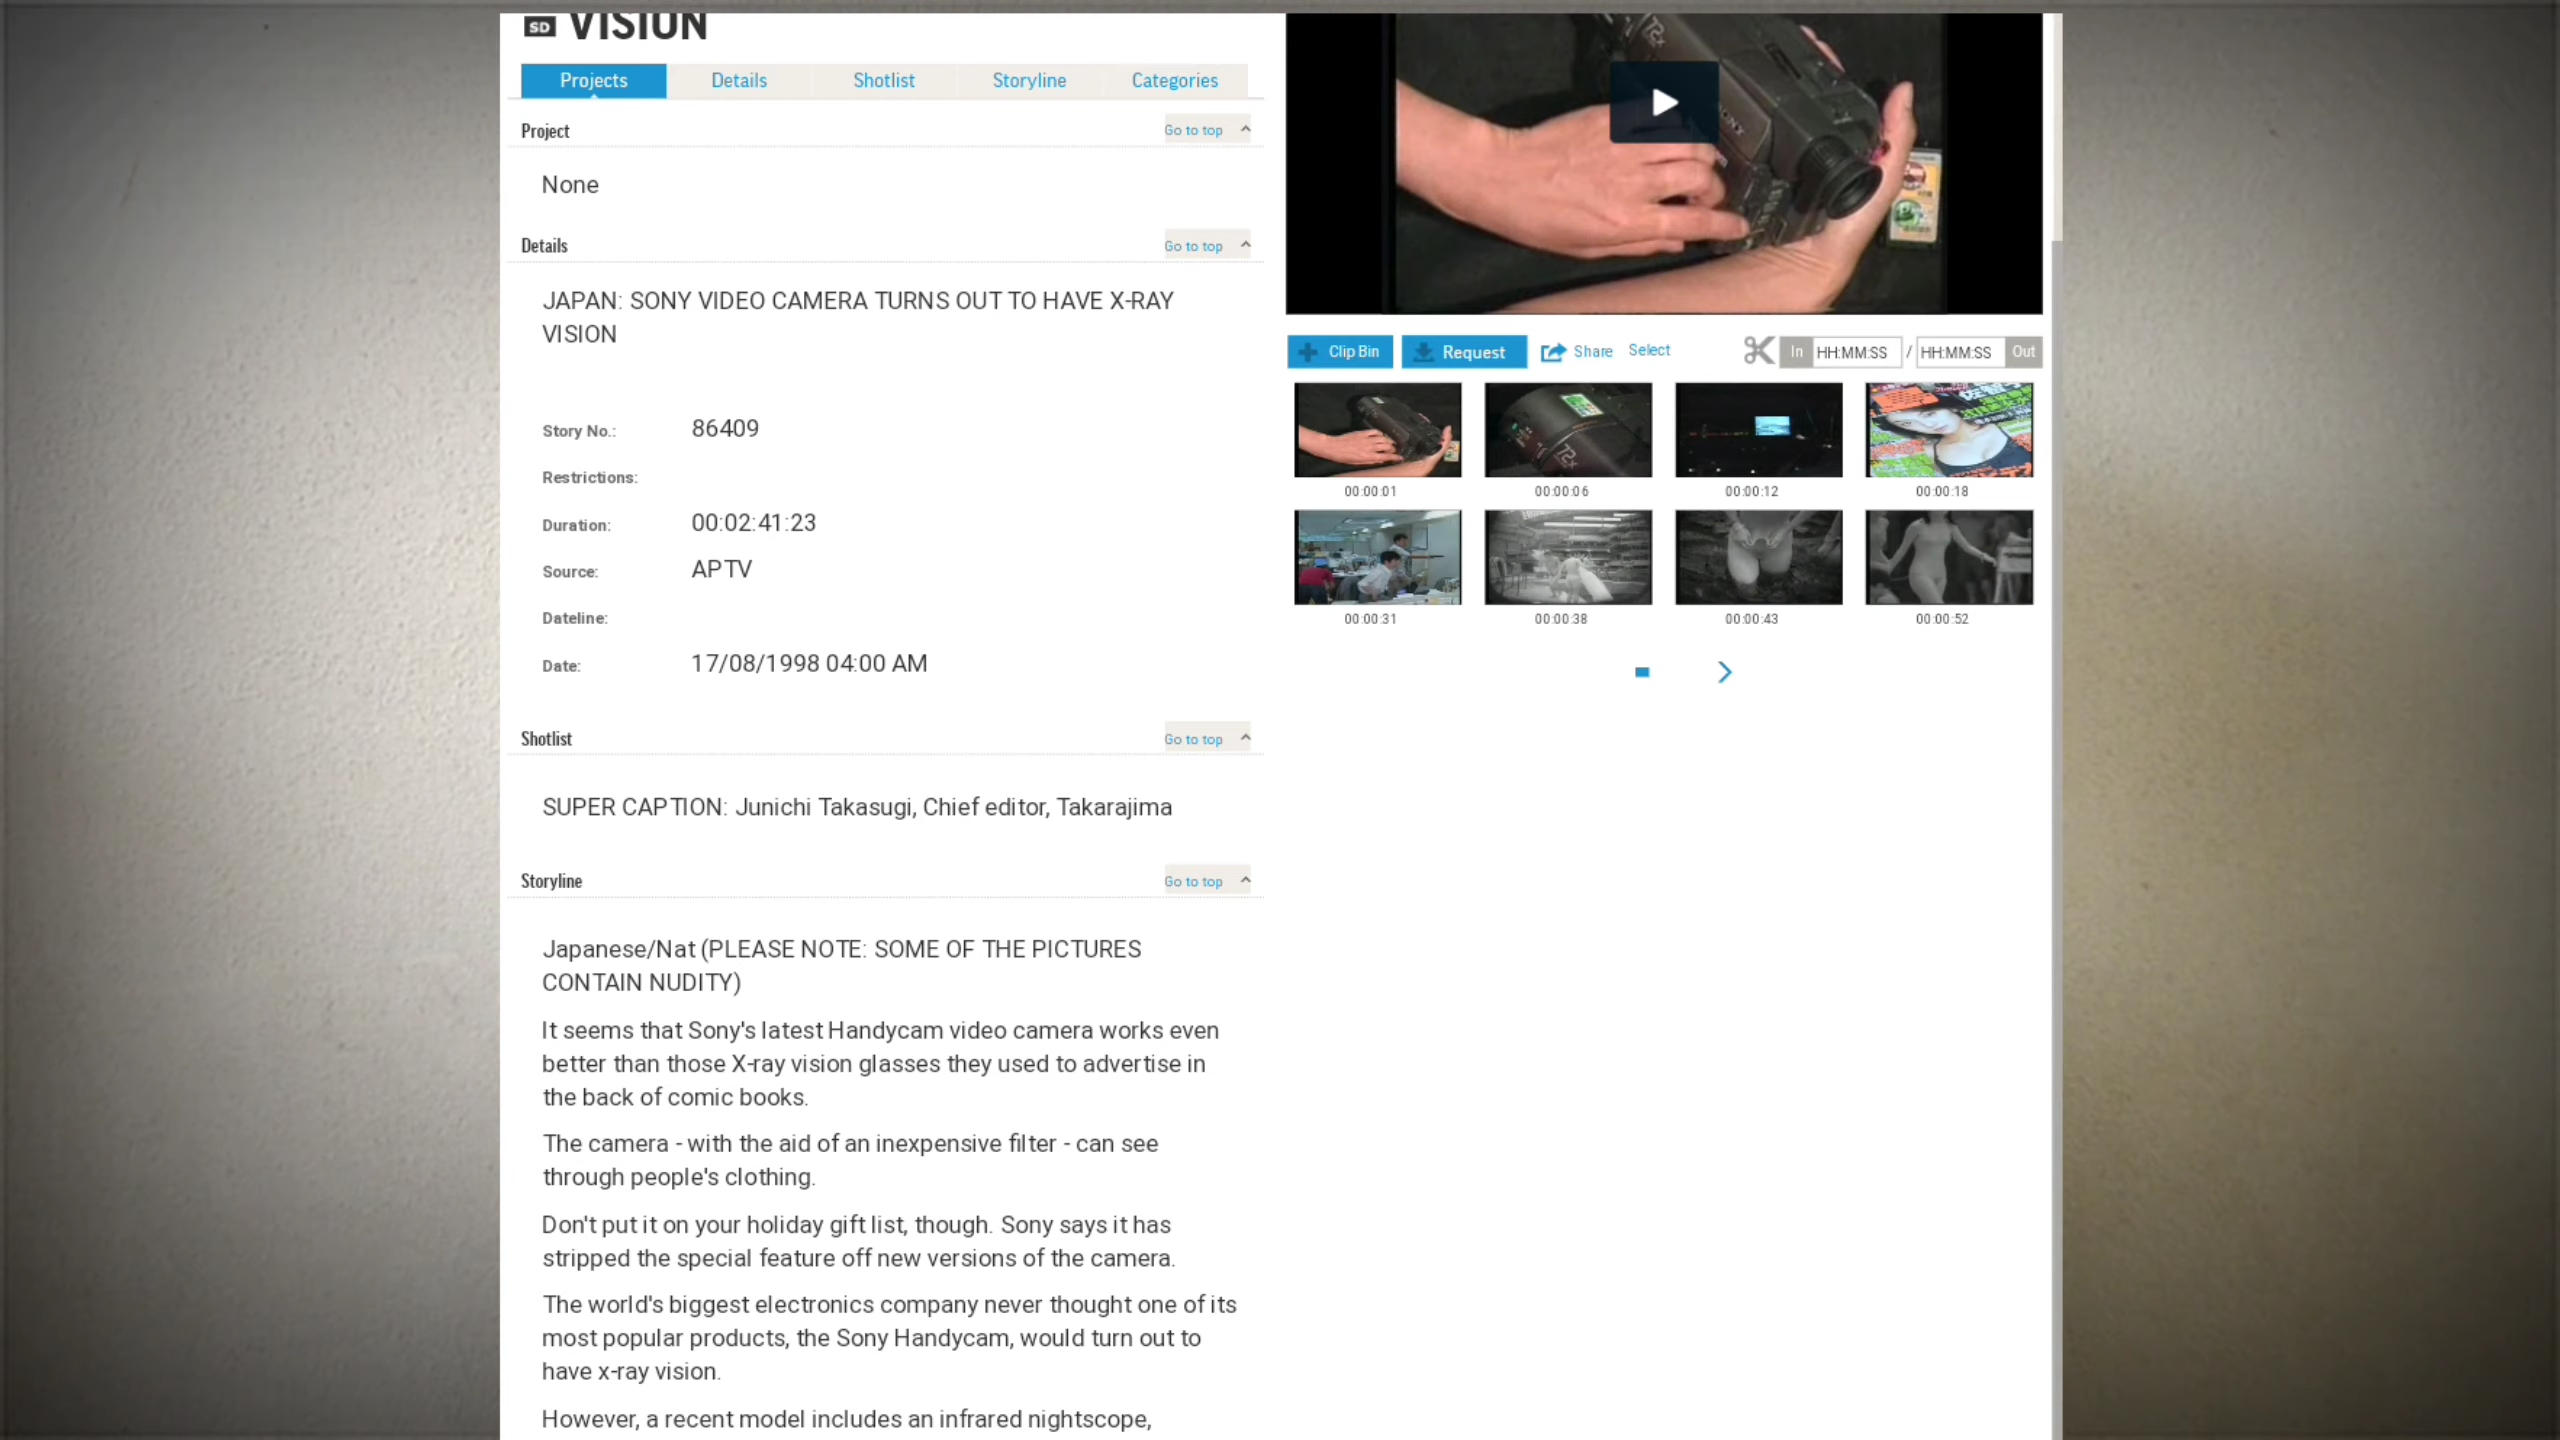 SD VISION
Projects
Details
Shotlist
Storyline
Categories
Project
Go to top
None
Details
Go to top
JAPAN: SONY VIDEO CAMERA TURNS OUT TO HAVE X-RAY
VISION
Story No.: 86409
Restrictions:
Duration: 00:02:41:23
Source: APTV
Dateline:
Date: 17/08/1998 04:00 AM
Shotlist
Go to top
SUPER CAPTION: Junichi Takasugi, Chief editor, Takarajima
Storyline
Go to top
Japanese/Nat (PLEASE NOTE: SOME OF THE PICTURES
CONTAIN NUDITY)
It seems that Sony's latest Handycam video camera works even
better than those X-ray vision glasses they used to advertise in
the back of comic books.
The camera - with the aid of an inexpensive filter - can see
through people's clothing.
Don't put it on your holiday gift list, though. Sony says it has
stripped the special feature off new versions of the camera.
The world's biggest electronics company never thought one of its
most popular products, the Sony Handycam, would turn out to
have x-ray vision.
However, a recent model includes an infrared nightscope,
72x
SONY
Clip Bin
Request
Share
Select
In HH:MM:SS / HH:MM:SS Out
72x
00:00:01
00:00:06
00:00:12
00:00:18
00:00:31
00:00:38
00:00:43
00:00:52